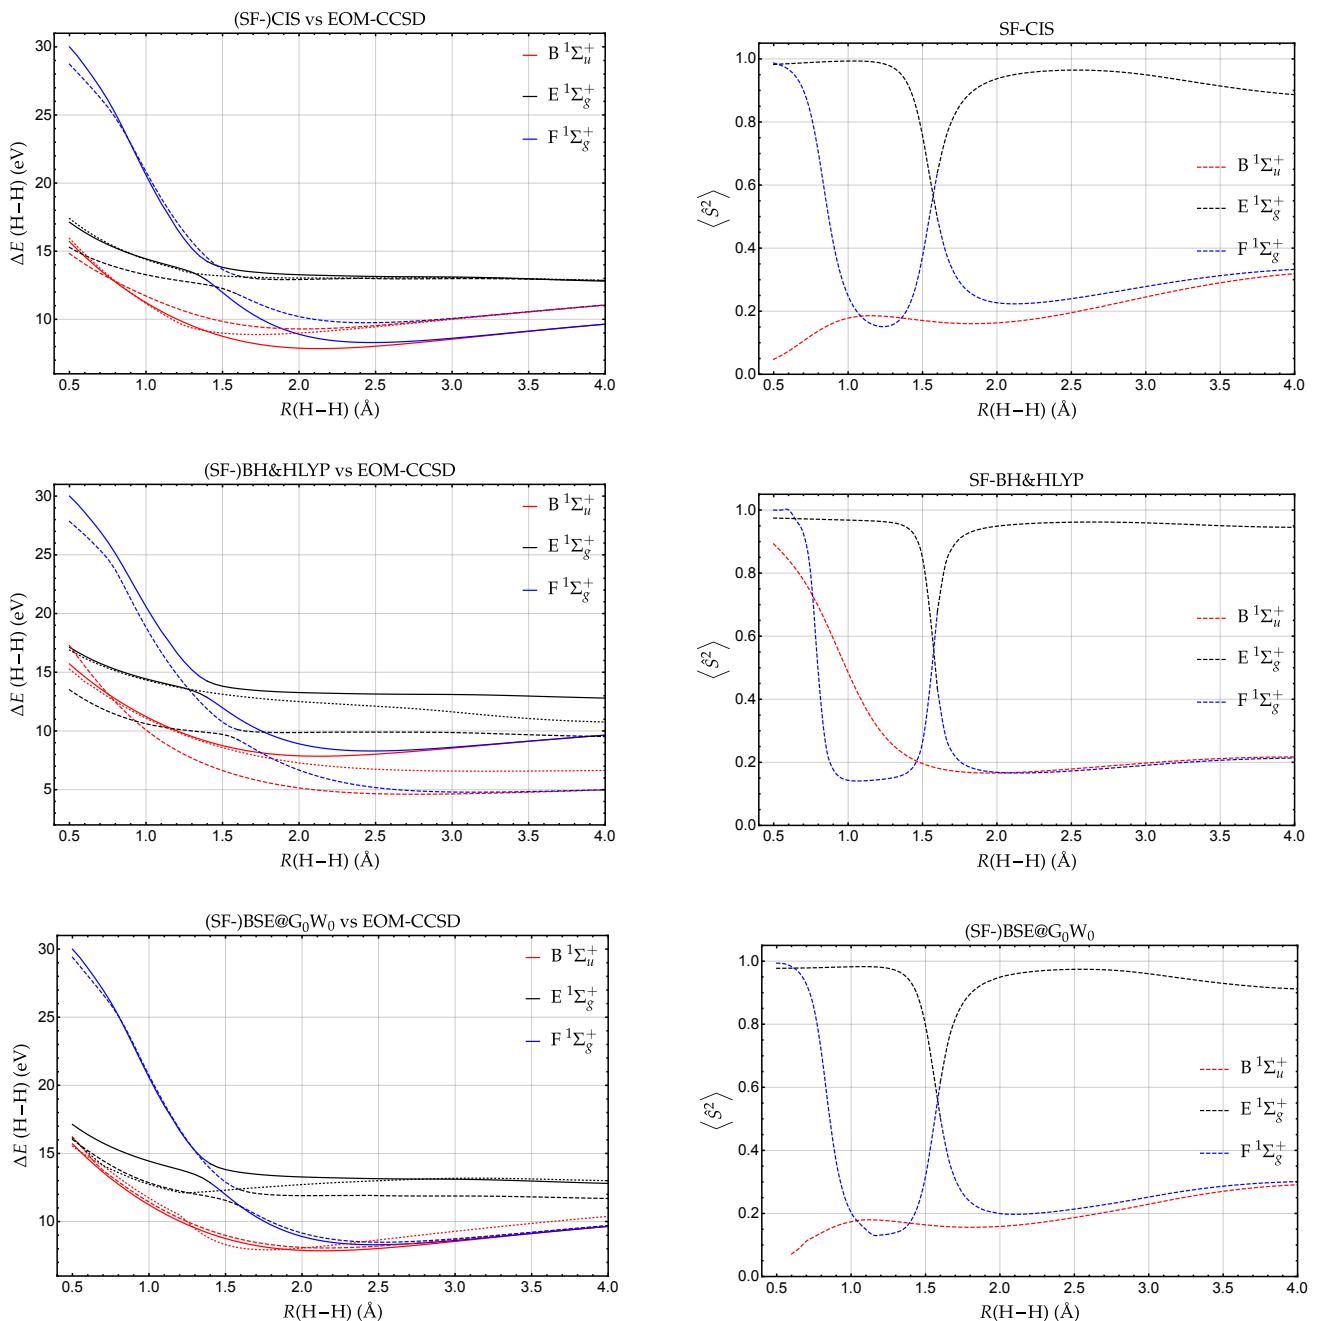 (SF-)CIS vs EOM-CCSD
30
25
20
15
10
ΔE (H−H) (eV)
B ¹Σᵤ⁺
E ¹Σg⁺
F ¹Σg⁺
0.5 1.0 1.5 2.0 2.5 3.0 3.5 4.0
R(H−H) (Å)
SF-CIS
1.0
0.8
0.6
0.4
0.2
0.0
⟨Ŝ²⟩
B ¹Σᵤ⁺
E ¹Σg⁺
F ¹Σg⁺
0.5 1.0 1.5 2.0 2.5 3.0 3.5 4.0
R(H−H) (Å)
(SF-)BH&HLYP vs EOM-CCSD
30
25
20
15
10
5
ΔE (H−H) (eV)
B ¹Σᵤ⁺
E ¹Σg⁺
F ¹Σg⁺
0.5 1.0 1.5 2.0 2.5 3.0 3.5 4.0
R(H−H) (Å)
SF-BH&HLYP
1.0
0.8
0.6
0.4
0.2
0.0
⟨Ŝ²⟩
B ¹Σᵤ⁺
E ¹Σg⁺
F ¹Σg⁺
0.5 1.0 1.5 2.0 2.5 3.0 3.5 4.0
R(H−H) (Å)
(SF-)BSE@G₀W₀ vs EOM-CCSD
30
25
20
15
10
ΔE (H−H) (eV)
B ¹Σᵤ⁺
E ¹Σg⁺
F ¹Σg⁺
0.5 1.0 1.5 2.0 2.5 3.0 3.5 4.0
R(H−H) (Å)
(SF-)BSE@G₀W₀
1.0
0.8
0.6
0.4
0.2
0.0
⟨Ŝ²⟩
B ¹Σᵤ⁺
E ¹Σg⁺
F ¹Σg⁺
0.5 1.0 1.5 2.0 2.5 3.0 3.5 4.0
R(H−H) (Å)